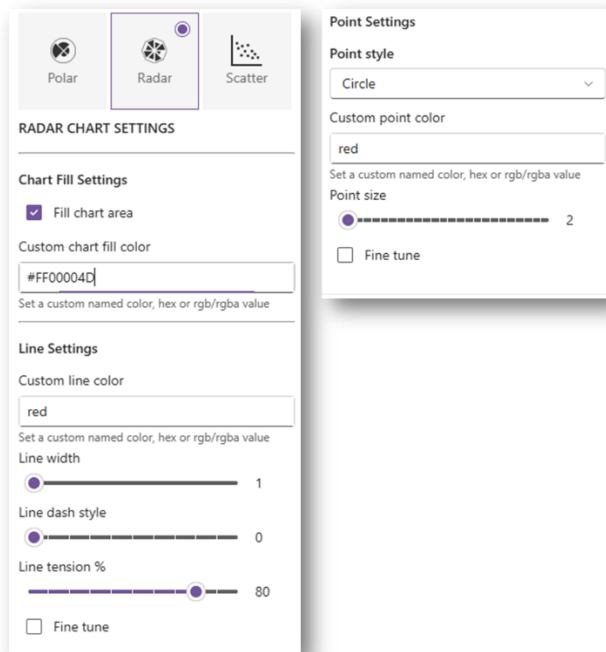 Polar
Radar
Scatter
RADAR CHART SETTINGS
Chart Fill Settings
Fill chart area
Custom chart fill color
#FF00004D
Set a custom named color, hex or rgb/rgba value
Line Settings
Custom line color
red
Set a custom named color, hex or rgb/rgba value
Line width
1
Line dash style
0
Line tension %
80
Fine tune
Point Settings
Point style
Circle
Custom point color
red
Set a custom named color, hex or rgb/rgba value
Point size
2
Fine tune